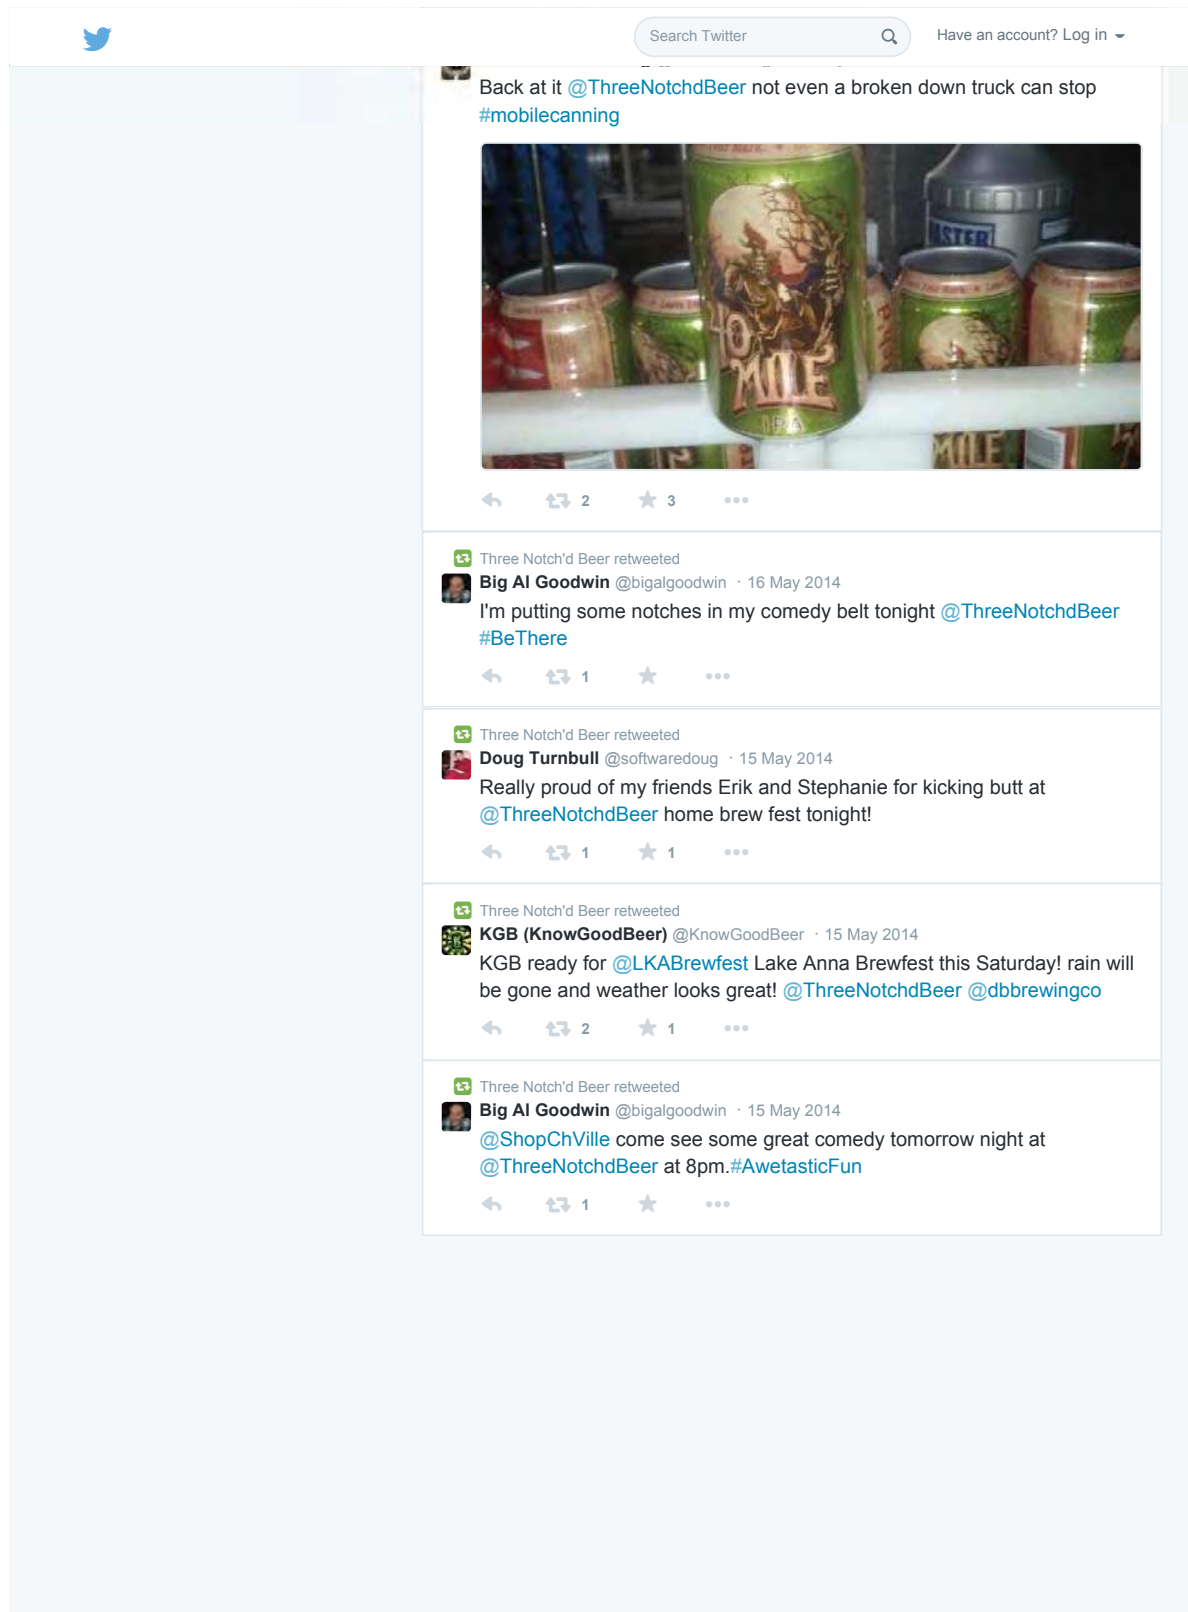 Search Twitter
Have an account? Log in
Back at it @ThreeNotchdBeer not even a broken down truck can stop
#mobilecanning
ASTER
40
MILE
IPA
MILE
2
3
Three Notch'd Beer retweeted
Big Al Goodwin @bigalgoodwin · 16 May 2014
I'm putting some notches in my comedy belt tonight @ThreeNotchdBeer
#BeThere
1
Three Notch'd Beer retweeted
Doug Turnbull @softwaredoug · 15 May 2014
Really proud of my friends Erik and Stephanie for kicking butt at
@ThreeNotchdBeer home brew fest tonight!
1
1
Three Notch'd Beer retweeted
KGB (KnowGoodBeer) @KnowGoodBeer · 15 May 2014
KGB ready for @LKABrewfest Lake Anna Brewfest this Saturday! rain will
be gone and weather looks great! @ThreeNotchdBeer @dbbrewingco
2
1
Three Notch'd Beer retweeted
Big Al Goodwin @bigalgoodwin · 15 May 2014
@ShopChVille come see some great comedy tomorrow night at
@ThreeNotchdBeer at 8pm.#AwetasticFun
1